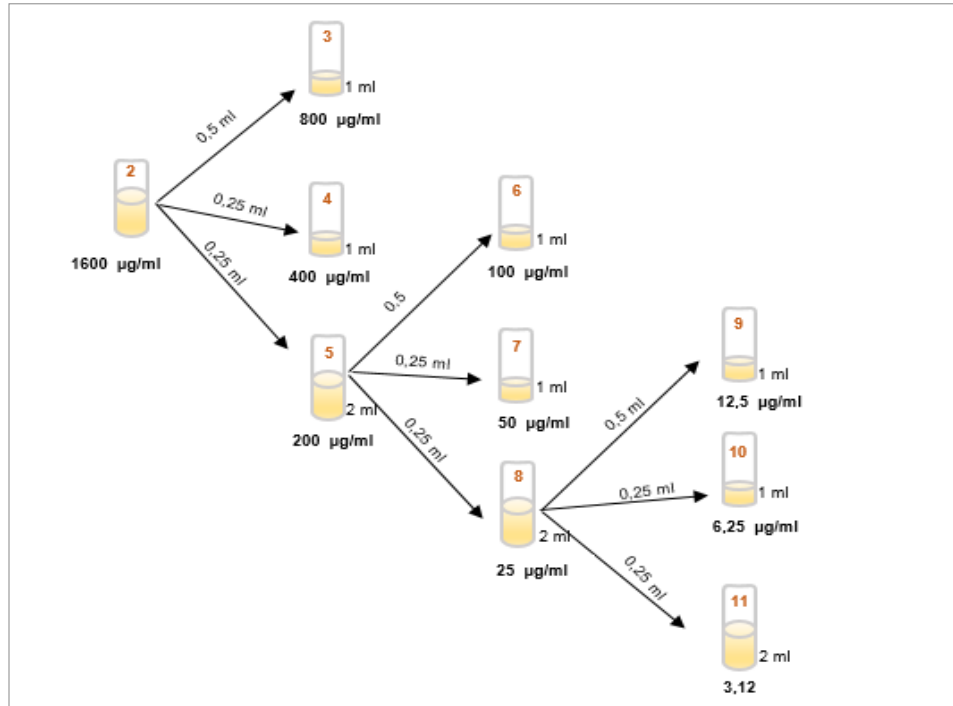 3
1 ml
800 µg/ml
0,5 ml
2
1600 µg/ml
0,25 ml
4
1 ml
400 µg/ml
0,25 ml
5
2 ml
200 µg/ml
0,5
6
1 ml
100 µg/ml
0,25 ml
7
1 ml
50 µg/ml
0,25 ml
8
2 ml
25 µg/ml
0,5 ml
9
1 ml
12,5 µg/ml
0,25 ml
10
1 ml
6,25 µg/ml
0,25 ml
11
2 ml
3,12